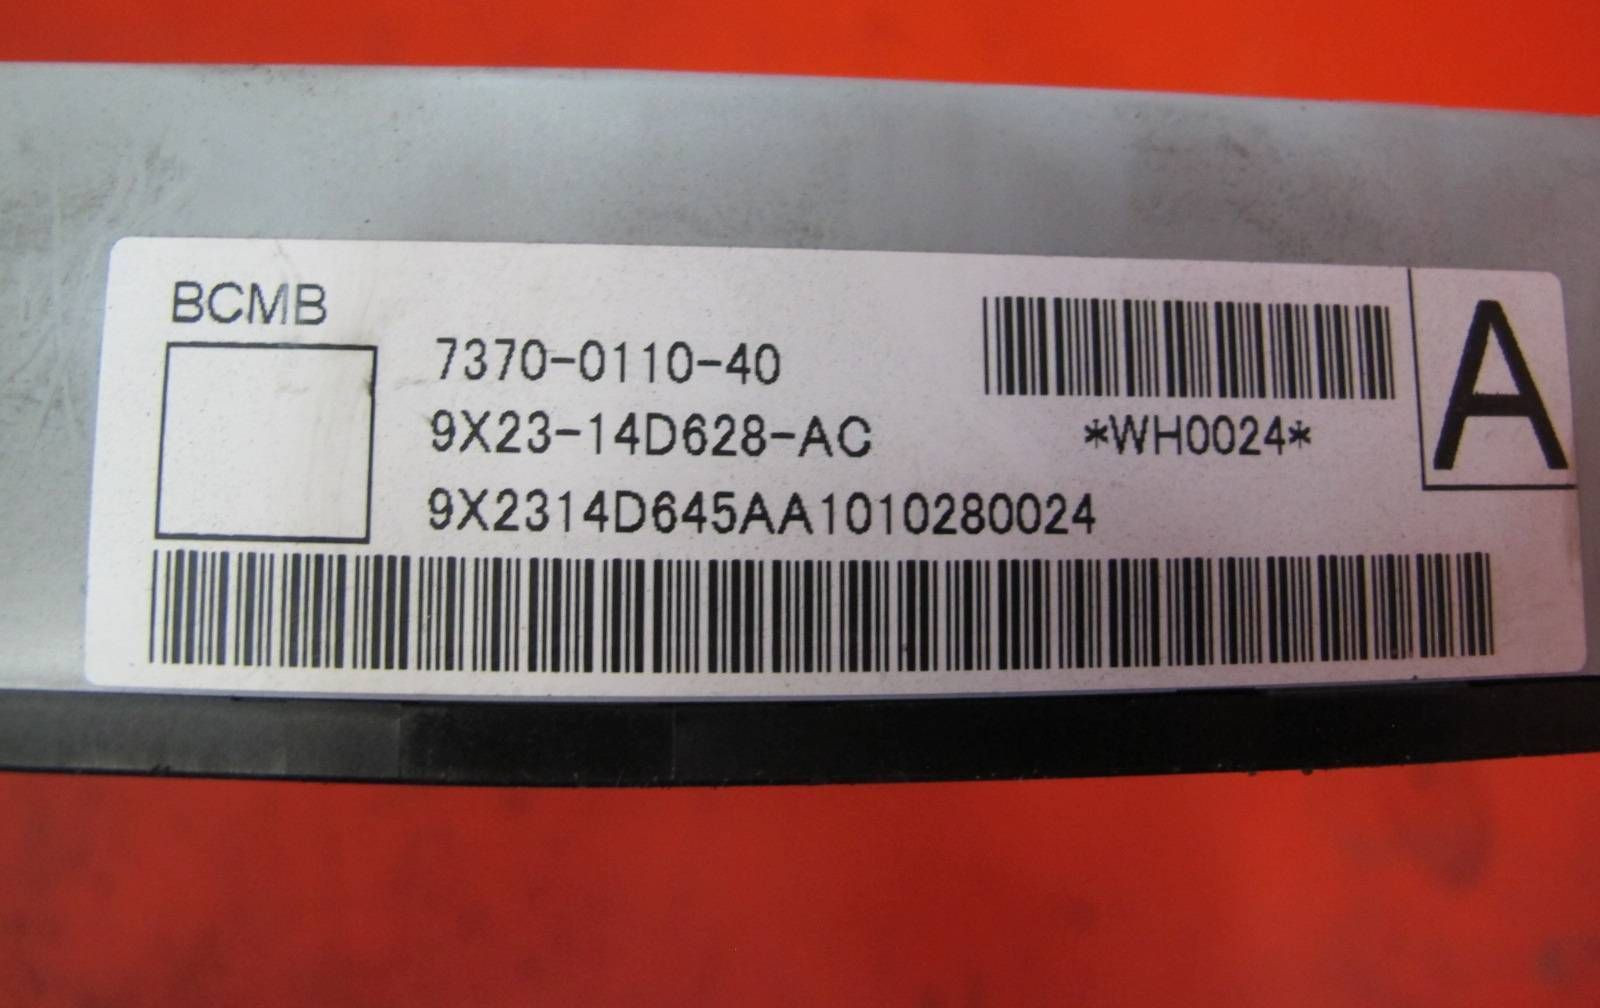 BCMB
7370-0110-40
9X23-14D628-AC
*WH0024*
A
9X2314D645AA1010280024